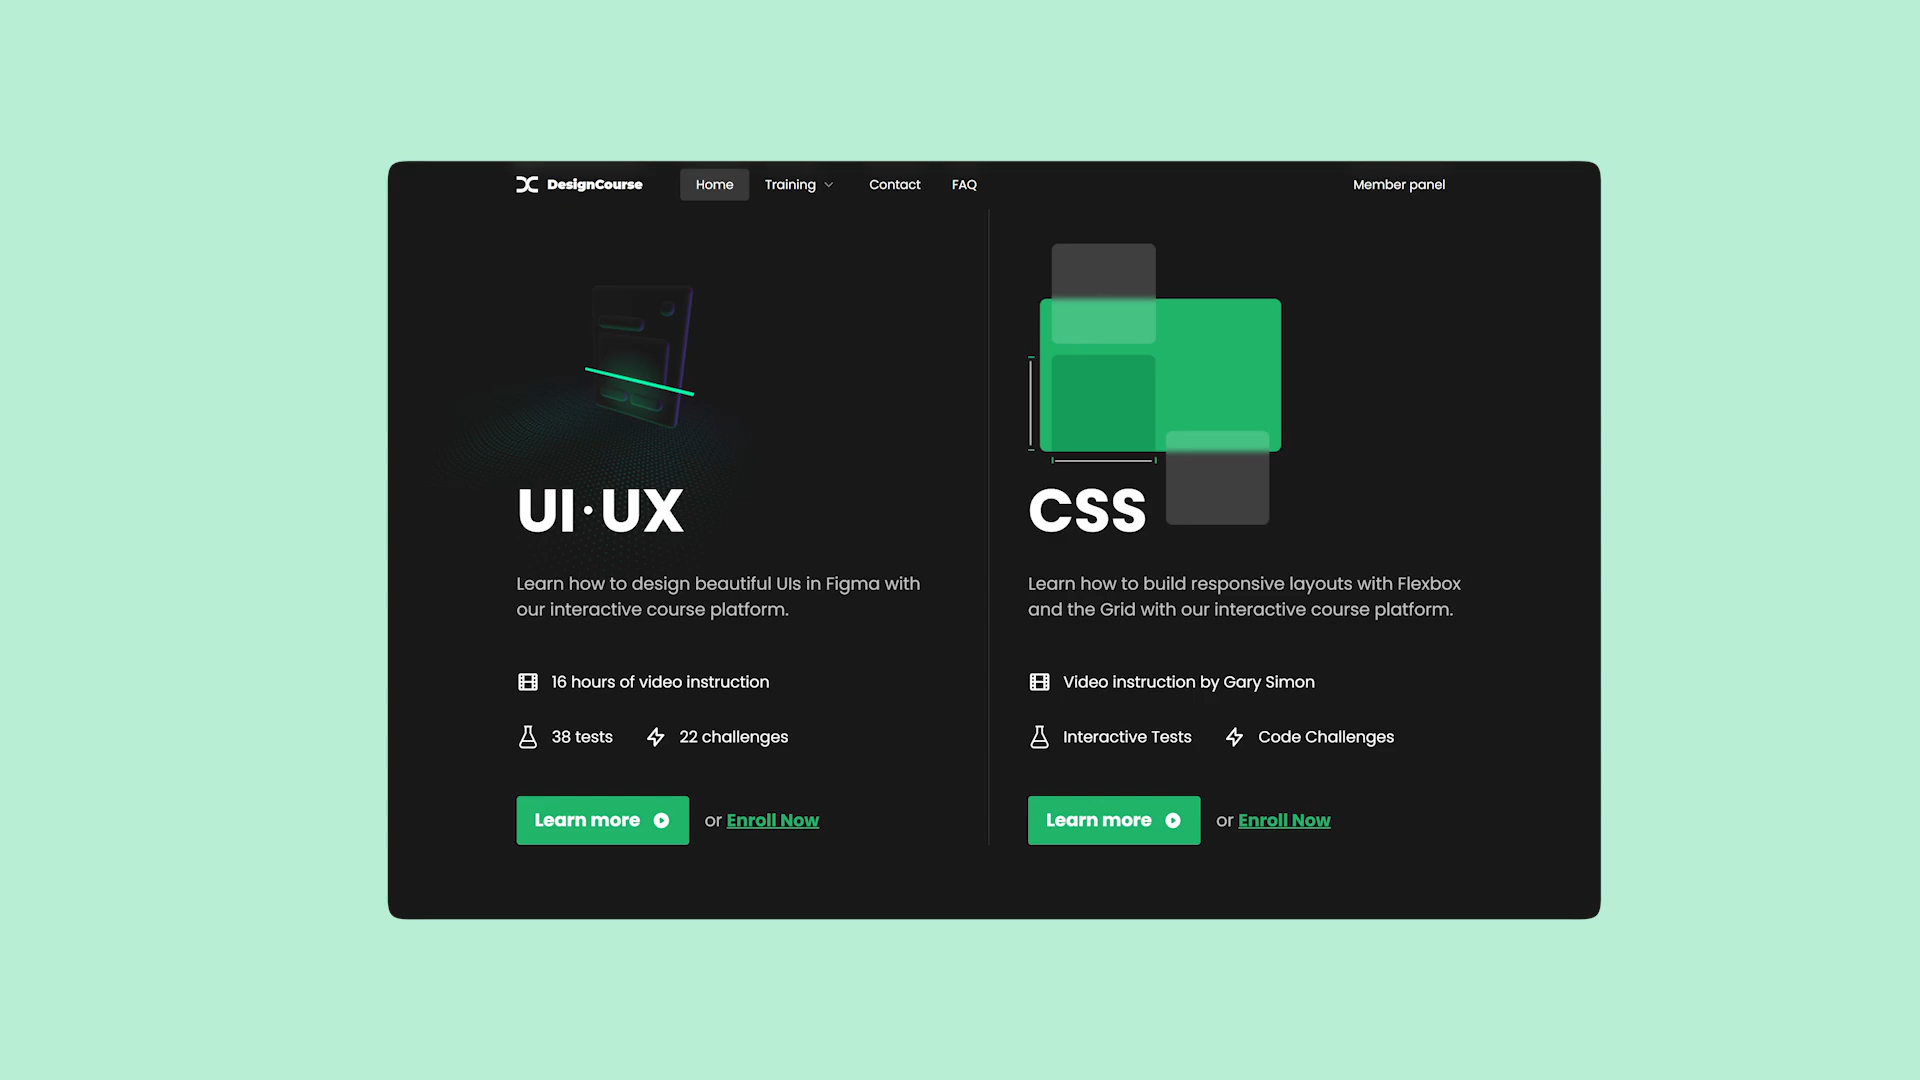 DesignCourse
Home
Training
Contact
FAQ
Member panel
UI·UX
Learn how to design beautiful UIs in Figma with
our interactive course platform.
16 hours of video instruction
38 tests
22 challenges
Learn more
or Enroll Now
CSS
Learn how to build responsive layouts with Flexbox
and the Grid with our interactive course platform.
Video instruction by Gary Simon
Interactive Tests
Code Challenges
Learn more
or Enroll Now